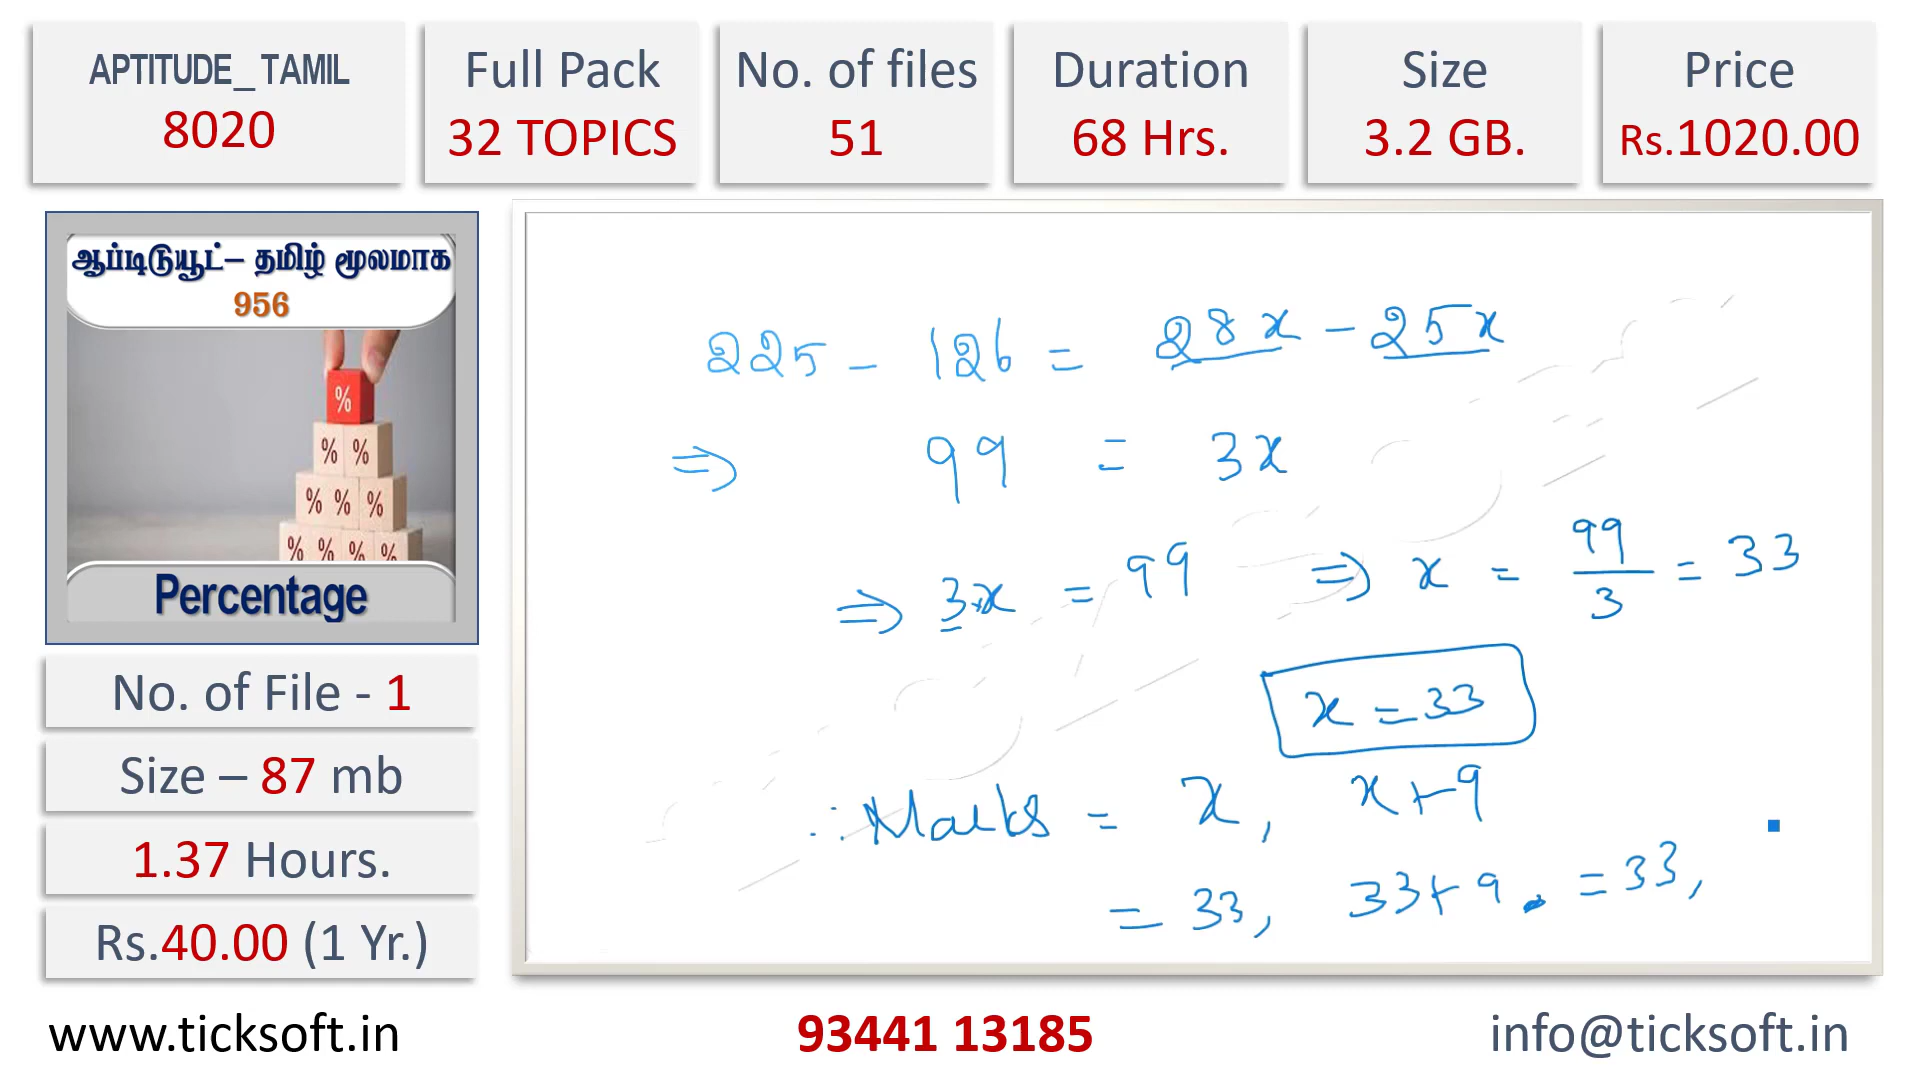 APTITUDE_TAMIL
8020
Full Pack
32 TOPICS
No. of files
51
Duration
68 Hrs.
Size
3.2 GB.
Price
Rs.1020.00
ஆப்டிடுயூட்– தமிழ் மூலமாக
956
%
% %
% % %
% % % %
Percentage
No. of File - 1
Size – 87 mb
1.37 Hours.
Rs.40.00 (1 Yr.)
225 - 126 = 28x - 25x
⇒ 99 = 3x
⇒ 3·x = 99 ⇒ x = 99/3 = 33
x = 33
∴ Marks = x, x+9
= 33, 33+9. = 33,
www.ticksoft.in
93441 13185
info@ticksoft.in